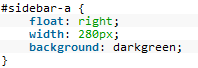 #sidebar-a {
    float: right;
    width: 280px;
    background: darkgreen;
}